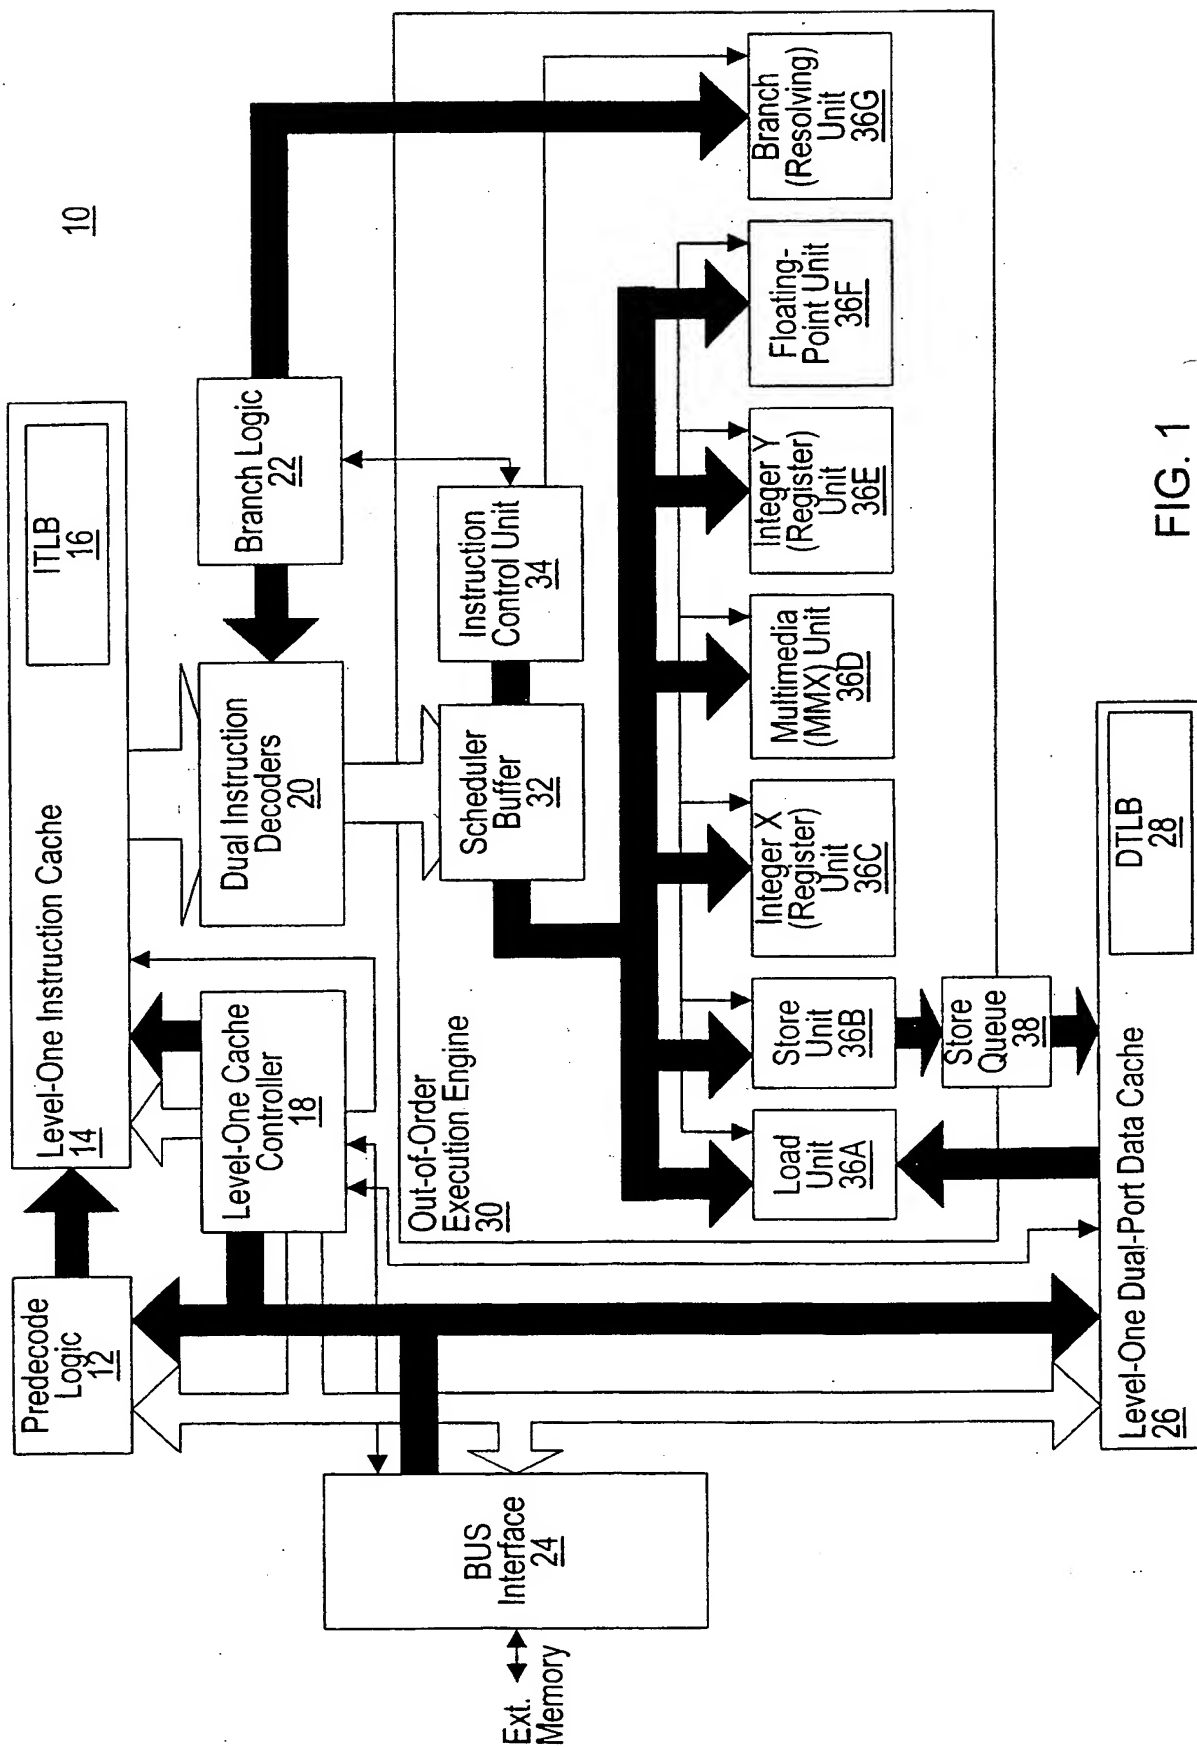 10
Predecode
Logic
12
Level-One Instruction Cache
14
ITLB
16
Level-One Cache
Controller
18
Dual Instruction
Decoders
20
Branch Logic
22
BUS
Interface
24
Ext.
Memory
Out-of-Order
Execution Engine
30
Scheduler
Buffer
32
Instruction
Control Unit
34
Load
Unit
36A
Store
Unit
36B
Integer X
(Register)
Unit
36C
Multimedia
(MMX) Unit
36D
Integer Y
(Register)
Unit
36E
Floating-
Point Unit
36F
Branch
(Resolving)
Unit
36G
Store
Queue
38
Level-One Dual-Port Data Cache
26
DTLB
28
FIG. 1